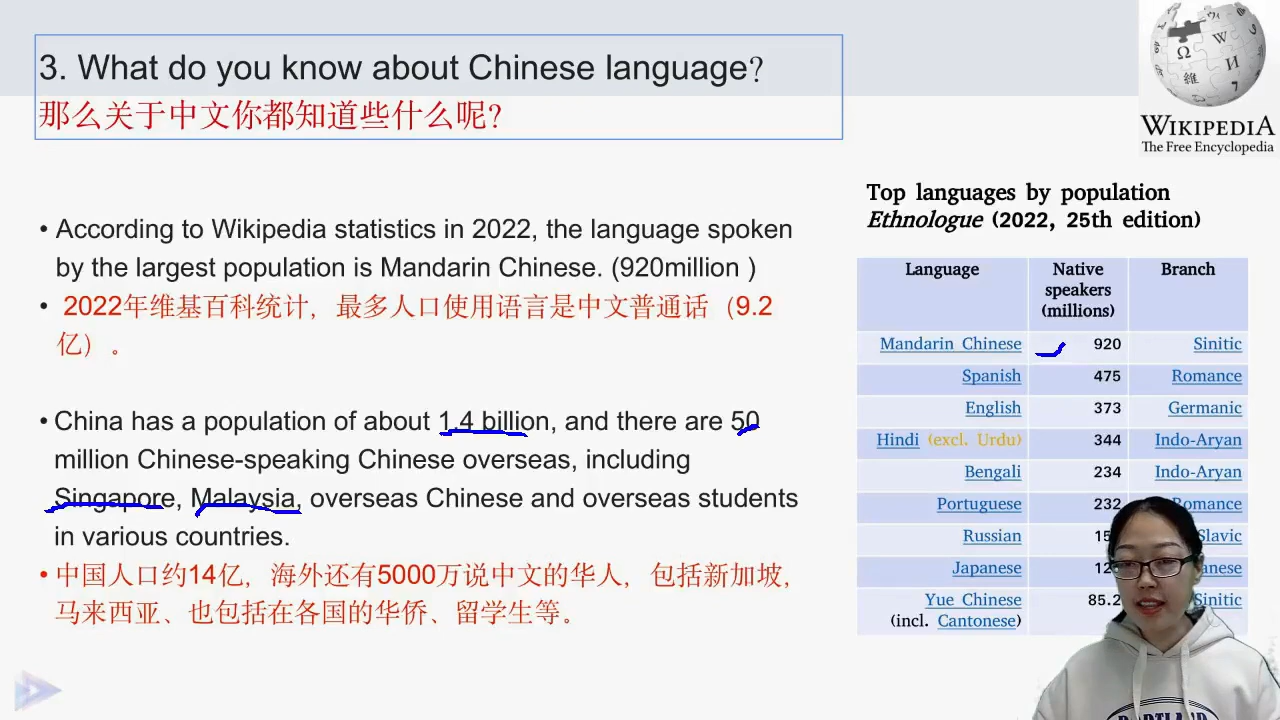 3. What do you know about Chinese language?
那么关于中文你都知道些什么呢？
WIKIPEDIA
The Free Encyclopedia
• According to Wikipedia statistics in 2022, the language spoken
by the largest population is Mandarin Chinese. (920million )
• 2022年维基百科统计，最多人口使用语言是中文普通话（9.2
亿）。
• China has a population of about 1.4 billion, and there are 50
million Chinese-speaking Chinese overseas, including
Singapore, Malaysia, overseas Chinese and overseas students
in various countries.
• 中国人口约14亿，海外还有5000万说中文的华人，包括新加坡，
马来西亚、也包括在各国的华侨、留学生等。
Top languages by population
Ethnologue (2022, 25th edition)
Language Native speakers (millions) Branch
Mandarin Chinese 920 Sinitic
Spanish 475 Romance
English 373 Germanic
Hindi (excl. Urdu) 344 Indo-Aryan
Bengali 234 Indo-Aryan
Portuguese 232
Russian Slavic
Japanese
Yue Chinese 85.2 Sinitic
(incl. Cantonese)